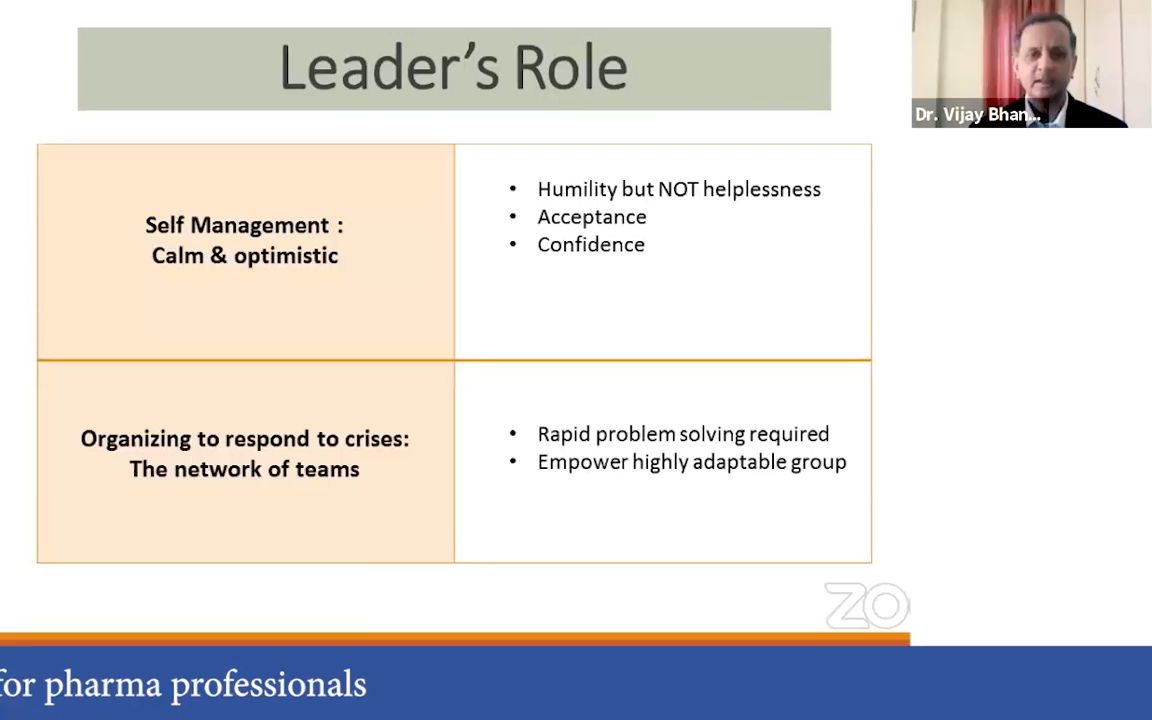 Leader's Role
Dr. Vijay Bhan...
Self Management :
Calm & optimistic
• Humility but NOT helplessness
• Acceptance
• Confidence
Organizing to respond to crises:
The network of teams
• Rapid problem solving required
• Empower highly adaptable group
ZO
for pharma professionals